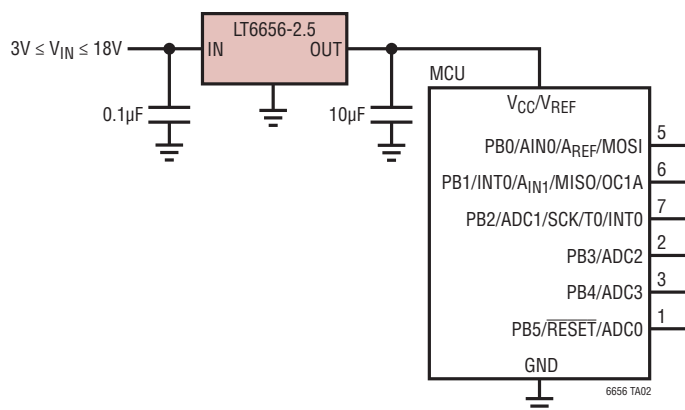 LT6656-2.5
3V ≤ VIN ≤ 18V
IN
OUT
0.1µF
10µF
MCU
VCC/VREF
PB0/AIN0/AREF/MOSI
5
PB1/INT0/AIN1/MISO/OC1A
6
PB2/ADC1/SCK/T0/INT0
7
PB3/ADC2
2
PB4/ADC3
3
PB5/RESET/ADC0
1
GND
6656 TA02